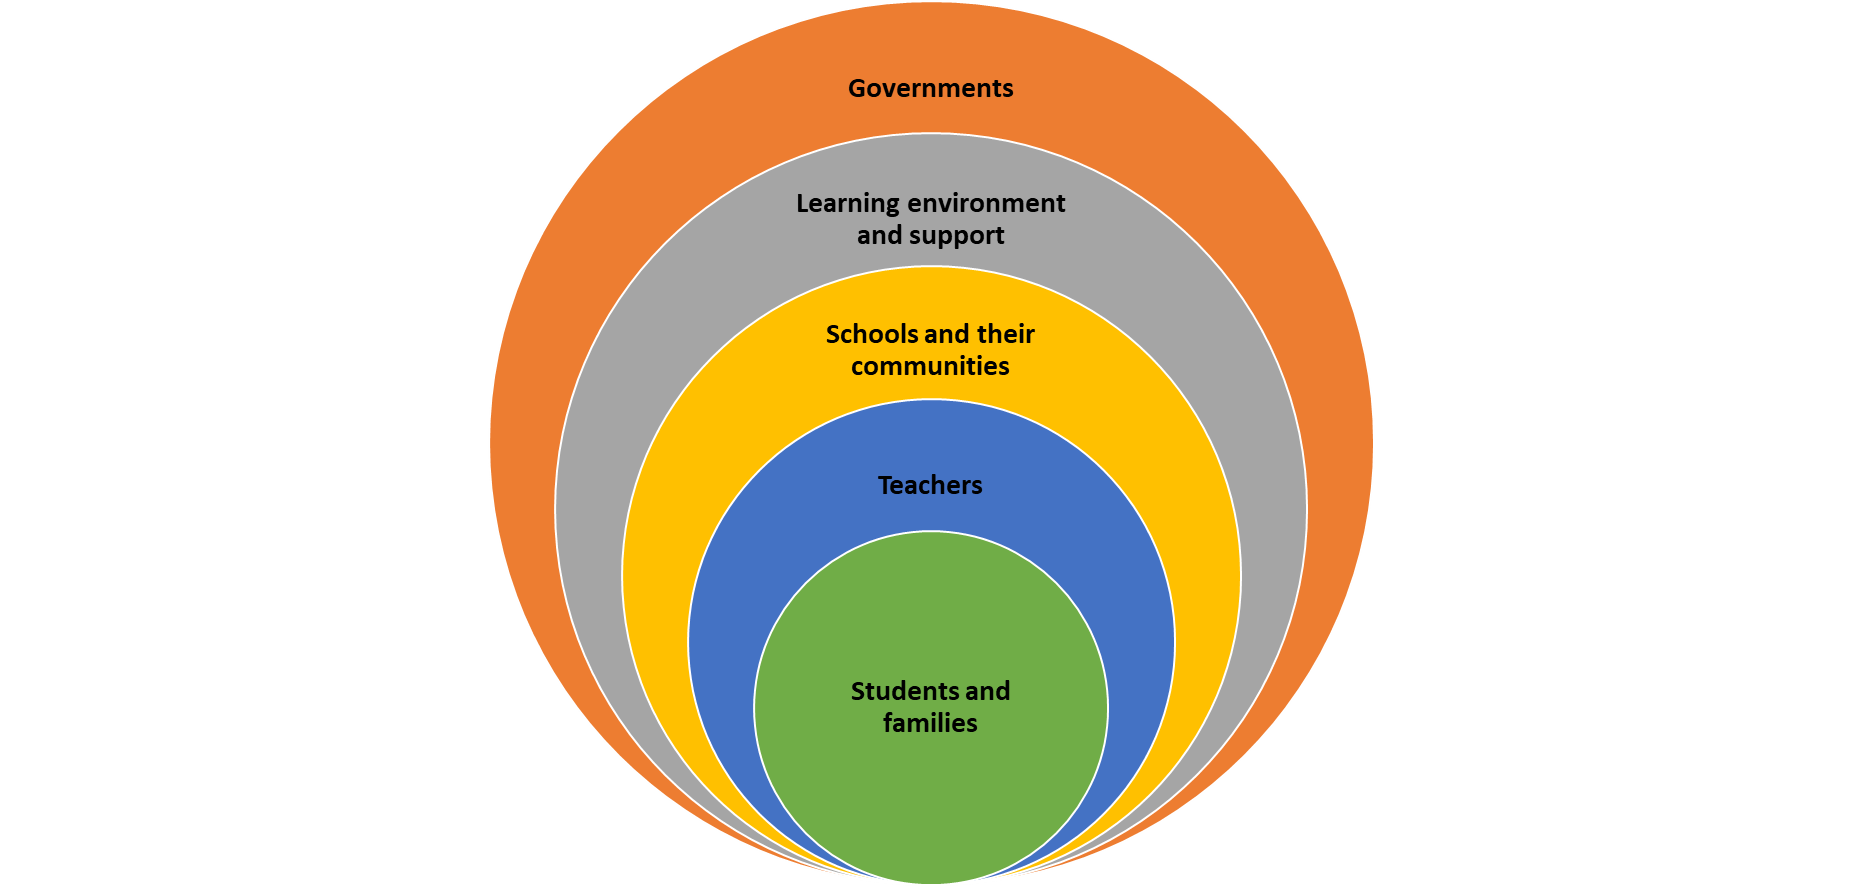 Governments
Learning environment
and support
Schools and their
communities
Teachers
Students and
families